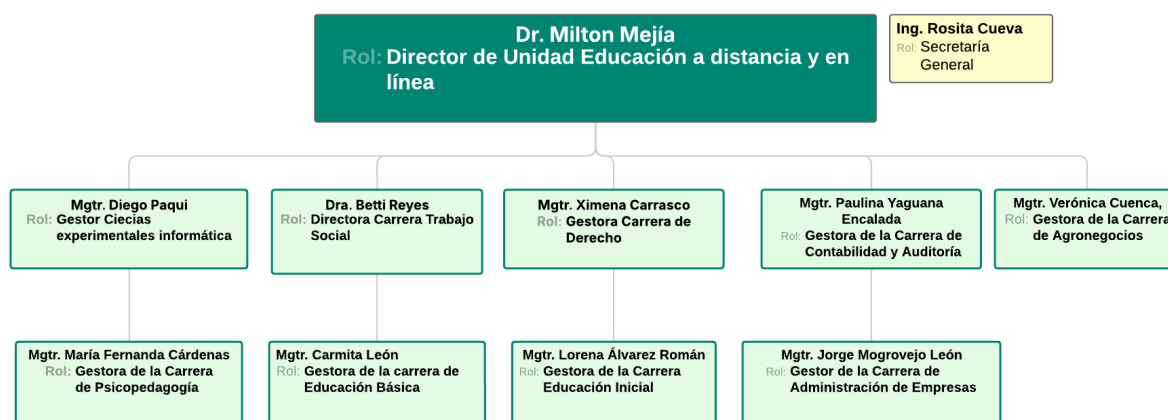 Dr. Milton Mejía
Rol: Director de Unidad Educación a distancia y en
línea
Ing. Rosita Cueva
Rol: Secretaría
General
Mgtr. Diego Paqui
Rol: Gestor Ciecias
experimentales informática
Dra. Betti Reyes
Rol: Directora Carrera Trabajo
Social
Mgtr. Ximena Carrasco
Rol: Gestora Carrera de
Derecho
Mgtr. Paulina Yaguana
Encalada
Rol: Gestora de la Carrera de
Contabilidad y Auditoría
Mgtr. Verónica Cuenca,
Rol: Gestora de la Carrera
de Agronegocios
Mgtr. María Fernanda Cárdenas
Rol: Gestora de la Carrera
de Psicopedagogía
Mgtr. Carmita León
Rol: Gestora de la carrera de
Educación Básica
Mgtr. Lorena Álvarez Román
Rol: Gestora de la Carrera
Educación Inicial
Mgtr. Jorge Mogrovejo León
Rol: Gestor de la Carrera de
Administración de Empresas